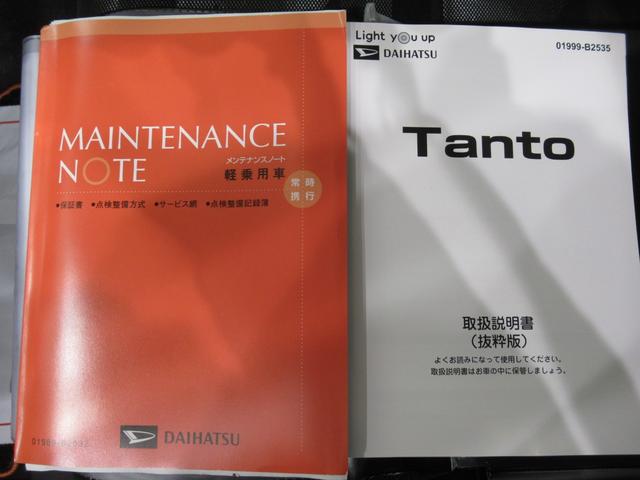 MAINTENANCE
NOTE
メンテナンスノート
軽乗用車
常時
携行
●保証書 ●点検整備方式 ●サービス網 ●点検整備記録簿
DAIHATSU
Light you up
DAIHATSU
01999-B2535
Tanto
取扱説明書
（抜粋版）
よくお読みになって使用してください。
取扱説明書はお車の中に保管しましょう。